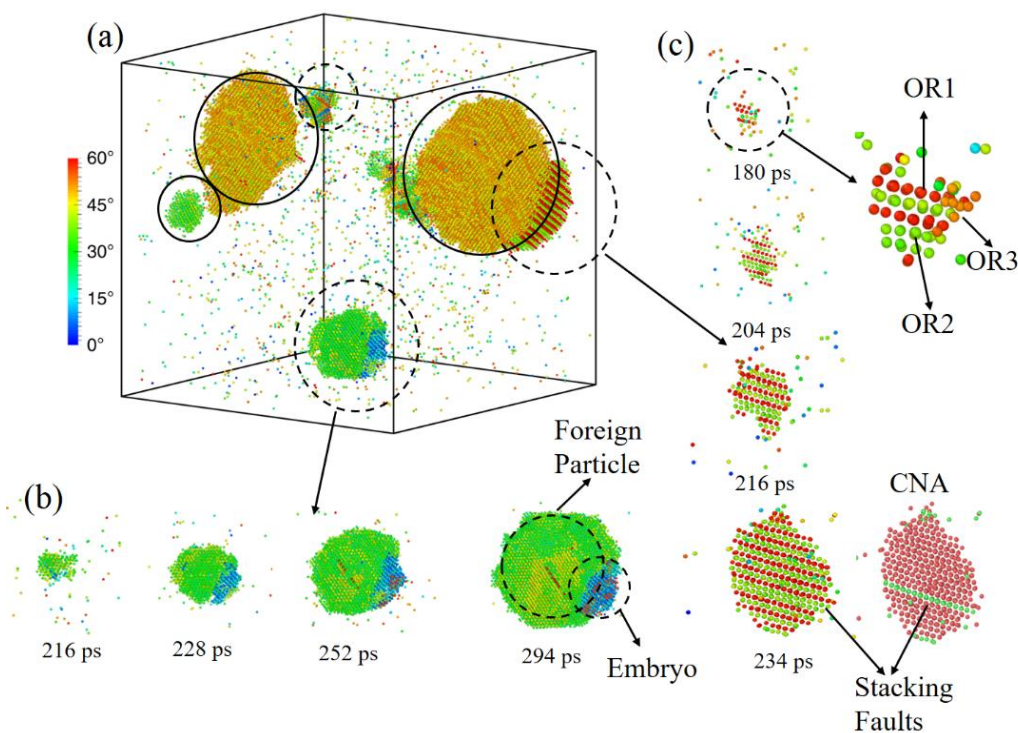 (a)
60°
45°
30°
15°
0°
(c)
OR1
180 ps
OR3
OR2
204 ps
216 ps
CNA
234 ps
Stacking
Faults
(b)
Foreign
Particle
216 ps
228 ps
252 ps
294 ps
Embryo